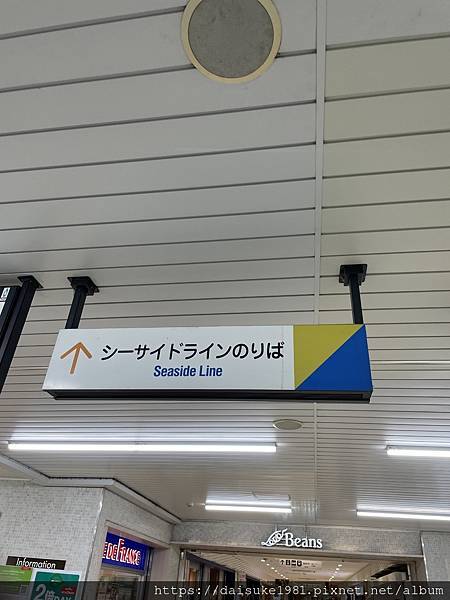 シーサイドラインのりば
Seaside Line
Beans
DE FRANCE
Information
https://daisuke1981.pixnet.net/album